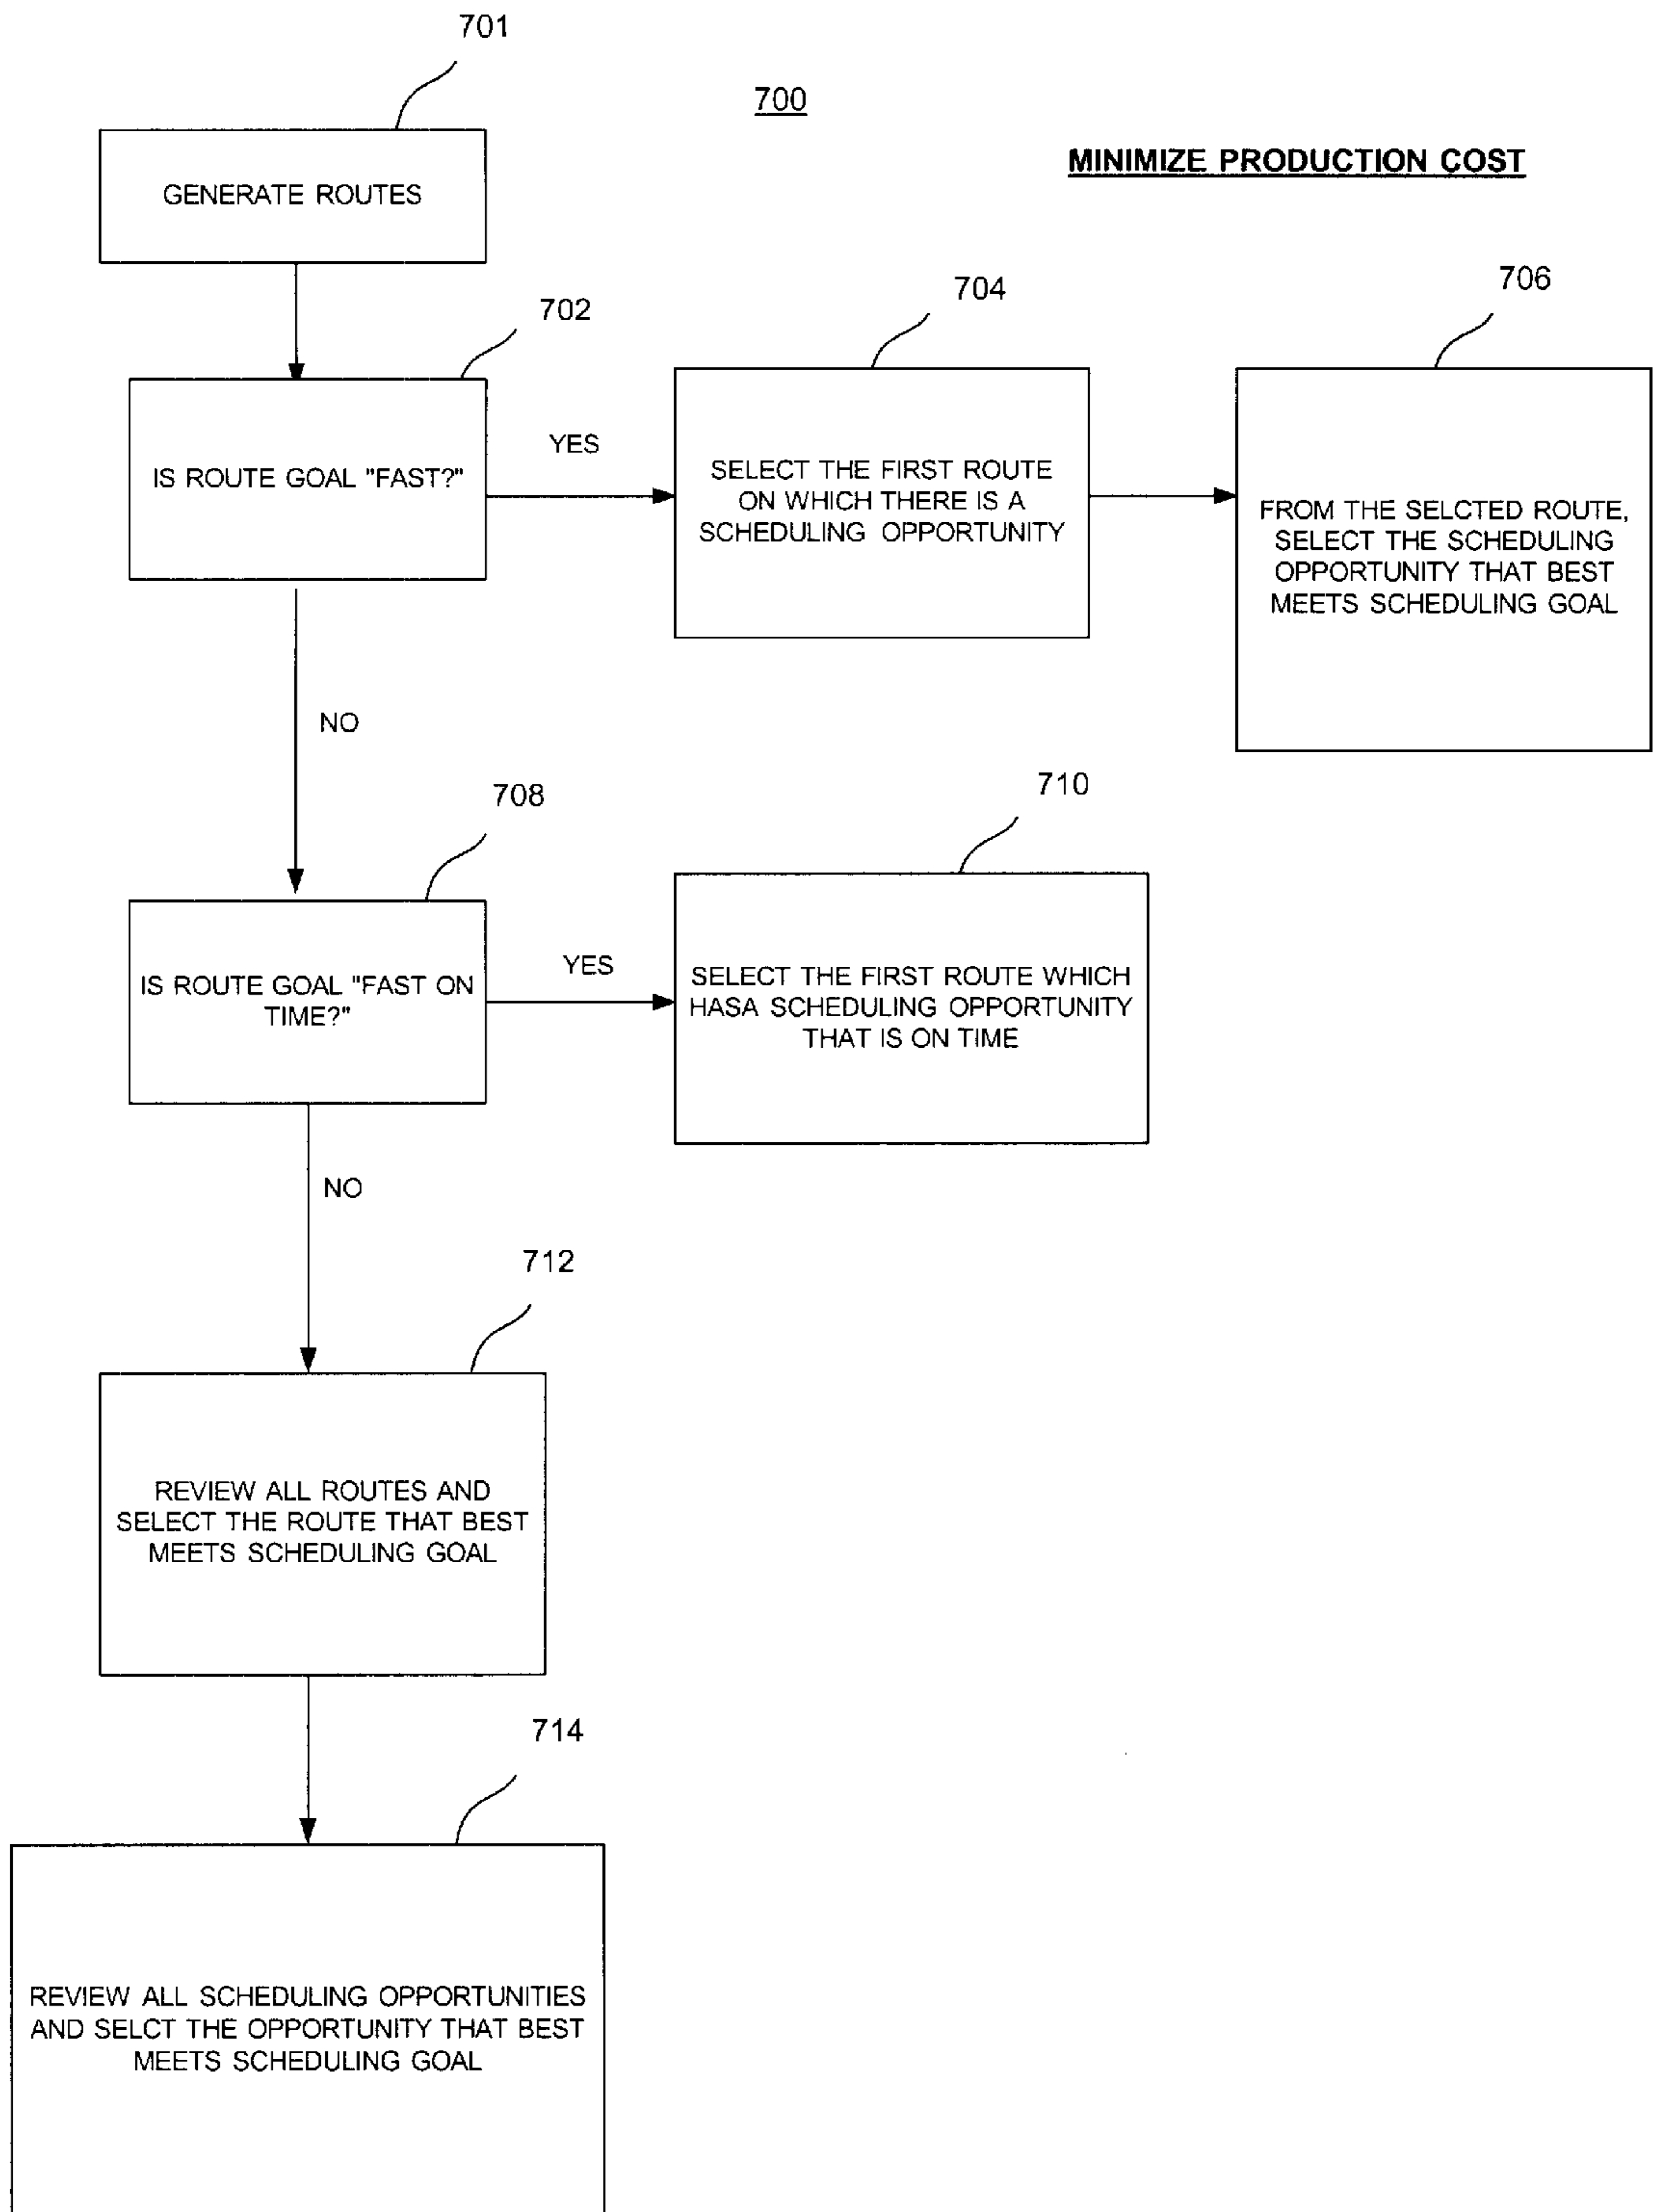 701
700
MINIMIZE PRODUCTION COST
GENERATE ROUTES
702
704
706
IS ROUTE GOAL "FAST?"
YES
SELECT THE FIRST ROUTE
ON WHICH THERE IS A
SCHEDULING OPPORTUNITY
FROM THE SELCTED ROUTE,
SELECT THE SCHEDULING
OPPORTUNITY THAT BEST
MEETS SCHEDULING GOAL
NO
708
710
IS ROUTE GOAL "FAST ON
TIME?"
YES
SELECT THE FIRST ROUTE WHICH
HASA SCHEDULING OPPORTUNITY
THAT IS ON TIME
NO
712
REVIEW ALL ROUTES AND
SELECT THE ROUTE THAT BEST
MEETS SCHEDULING GOAL
714
REVIEW ALL SCHEDULING OPPORTUNITIES
AND SELCT THE OPPORTUNITY THAT BEST
MEETS SCHEDULING GOAL